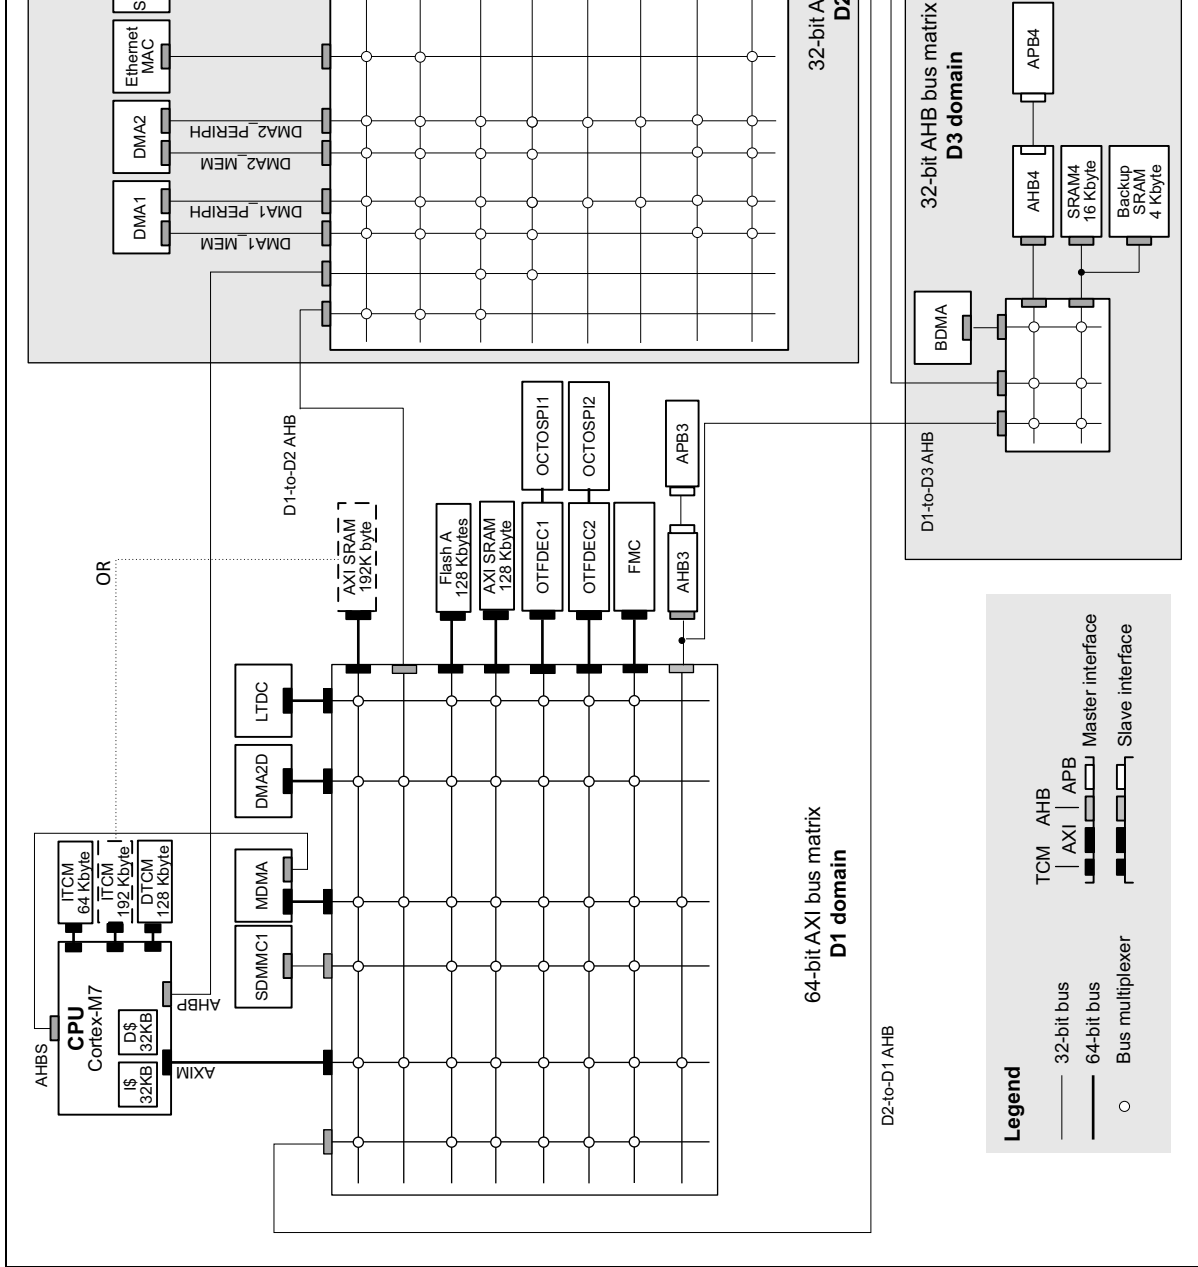 AHBS
CPU
Cortex-M7
I$
32KB
D$
32KB
AXIM
AHBP
ITCM
64 Kbyte
ITCM
192 Kbyte
DTCM
128 Kbyte
OR
SDMMC1
MDMA
DMA2D
LTDC
AXI SRAM
192K byte
Flash A
128 Kbytes
AXI SRAM
128 Kbyte
OTFDEC1
OCTOSPI1
OTFDEC2
OCTOSPI2
FMC
AHB3
APB3
64-bit AXI bus matrix
D1 domain
D2-to-D1 AHB
D1-to-D2 AHB
D1-to-D3 AHB
DMA1
DMA1_MEM
DMA1_PERIPH
DMA2
DMA2_MEM
DMA2_PERIPH
Ethernet
MAC
S
32-bit A
D2
32-bit AHB bus matrix
D3 domain
BDMA
AHB4
APB4
SRAM4
16 Kbyte
Backup
SRAM
4 Kbyte
Legend
32-bit bus
64-bit bus
Bus multiplexer
TCM AHB
AXI APB
Master interface
Slave interface